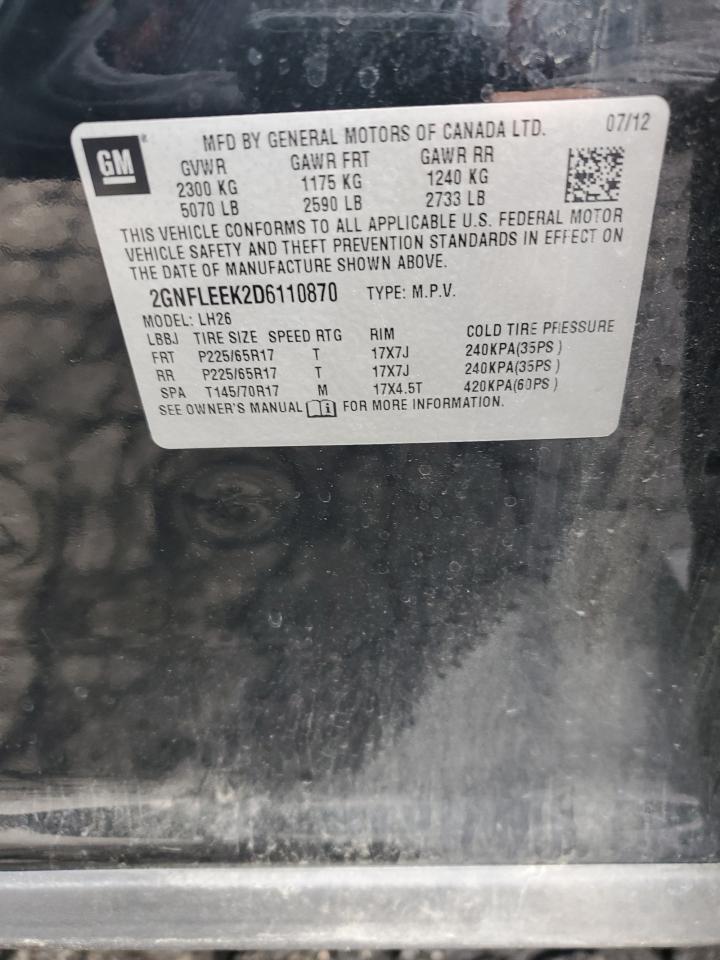 GM
MFD BY GENERAL MOTORS OF CANADA LTD. 07/12
GVWR GAWR FRT GAWR RR
2300 KG 1175 KG 1240 KG
5070 LB 2590 LB 2733 LB
THIS VEHICLE CONFORMS TO ALL APPLICABLE U.S. FEDERAL MOTOR
VEHICLE SAFETY AND THEFT PREVENTION STANDARDS IN EFFECT ON
THE DATE OF MANUFACTURE SHOWN ABOVE.
2GNFLEEK2D6110870 TYPE: M.P.V.
MODEL: LH26
LBBJ TIRE SIZE SPEED RTG RIM COLD TIRE PRESSURE
FRT P225/65R17 T 17X7J 240KPA(35PS )
RR P225/65R17 T 17X7J 240KPA(35PS )
SPA T145/70R17 M 17X4.5T 420KPA(60PS )
SEE OWNER'S MANUAL i FOR MORE INFORMATION.